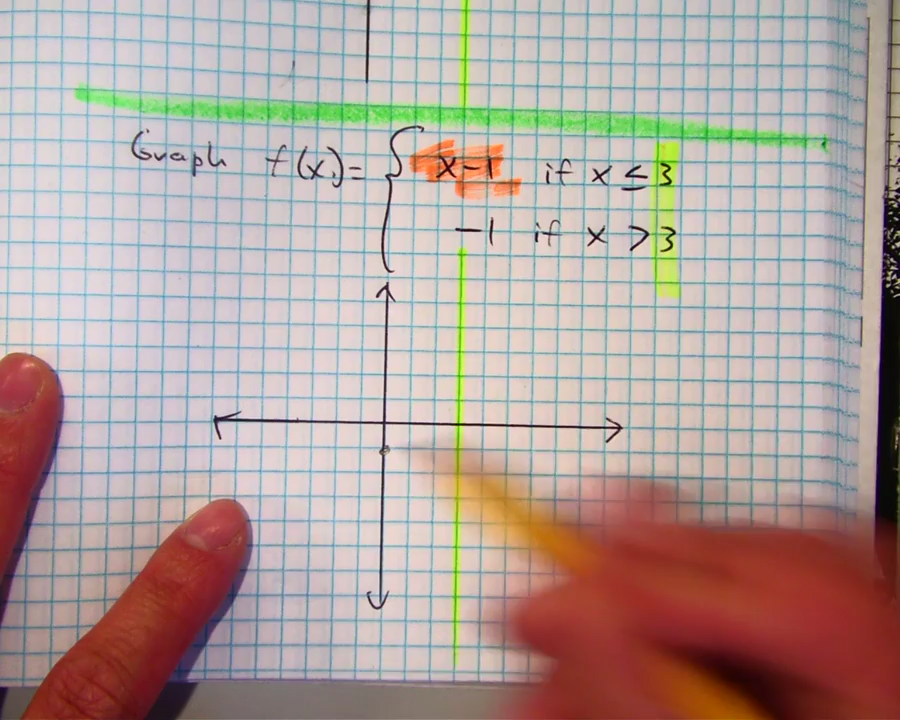 Graph f(x) = { x-1 if x ≤ 3
-1 if x > 3